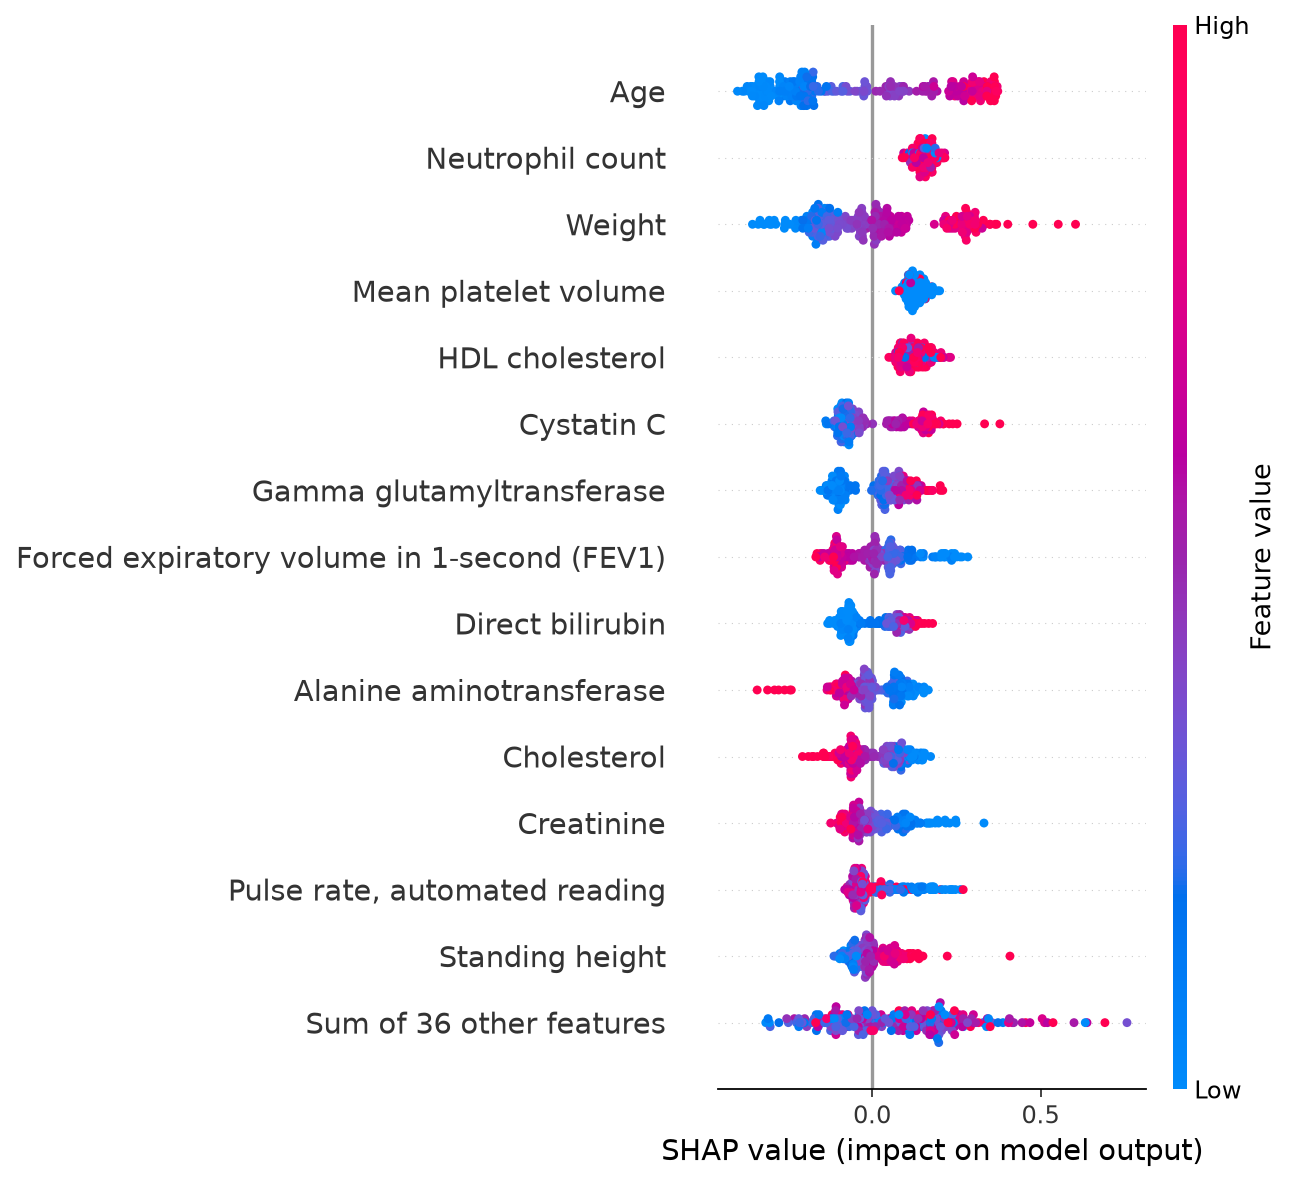 High
Age
Neutrophil count
Weight
Mean platelet volume
HDL cholesterol
Cystatin C
Gamma glutamyltransferase
Forced expiratory volume in 1-second (FEV1)
Direct bilirubin
Alanine aminotransferase
Cholesterol
Creatinine
Pulse rate, automated reading
Standing height
Sum of 36 other features
Feature value
Low
0.0 0.5
SHAP value (impact on model output)